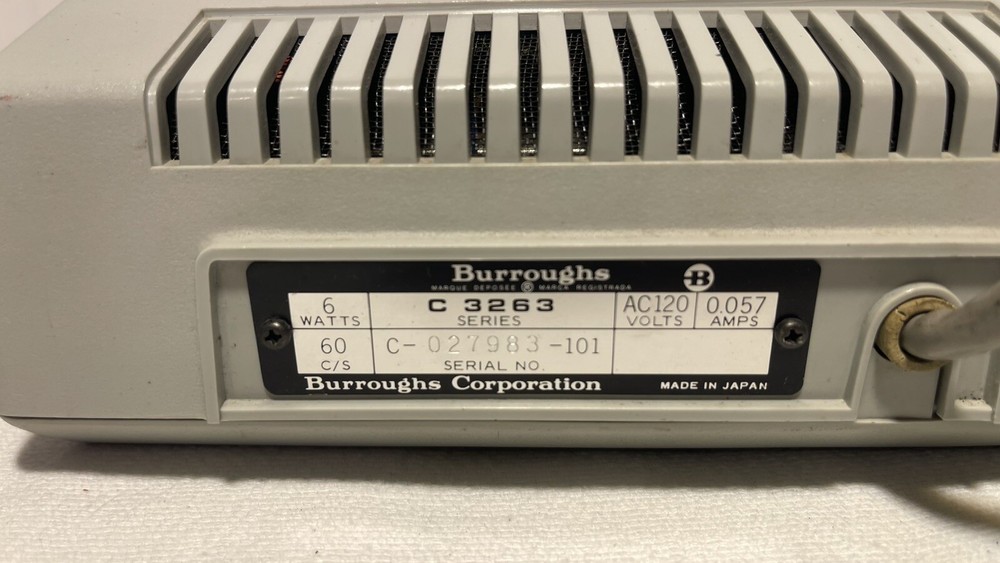 Burroughs B
MARQUE DEPOSEE ® MARCA REGISTRADA
6 C 3263 AC120 0.057
WATTS SERIES VOLTS AMPS
60 C-027983-101
C/S SERIAL NO.
Burroughs Corporation MADE IN JAPAN